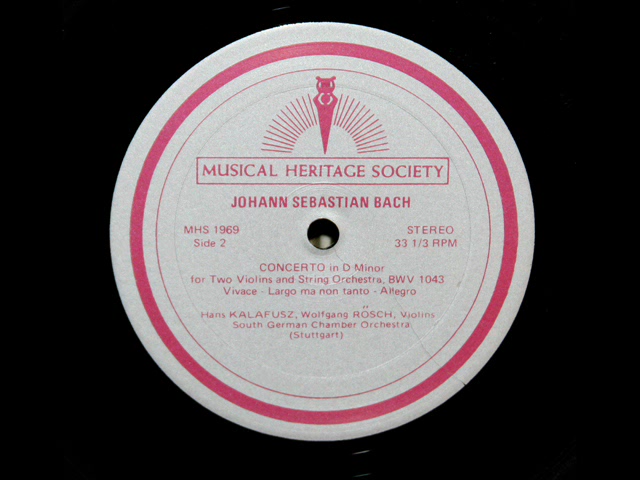 MUSICAL HERITAGE SOCIETY
JOHANN SEBASTIAN BACH
MHS 1969 STEREO
Side 2 33 1/3 RPM
CONCERTO in D Minor
for Two Violins and String Orchestra, BWV 1043
Vivace - Largo ma non tanto - Allegro
Hans KALAFUSZ, Wolfgang RÖSCH, Violins
South German Chamber Orchestra
(Stuttgart)